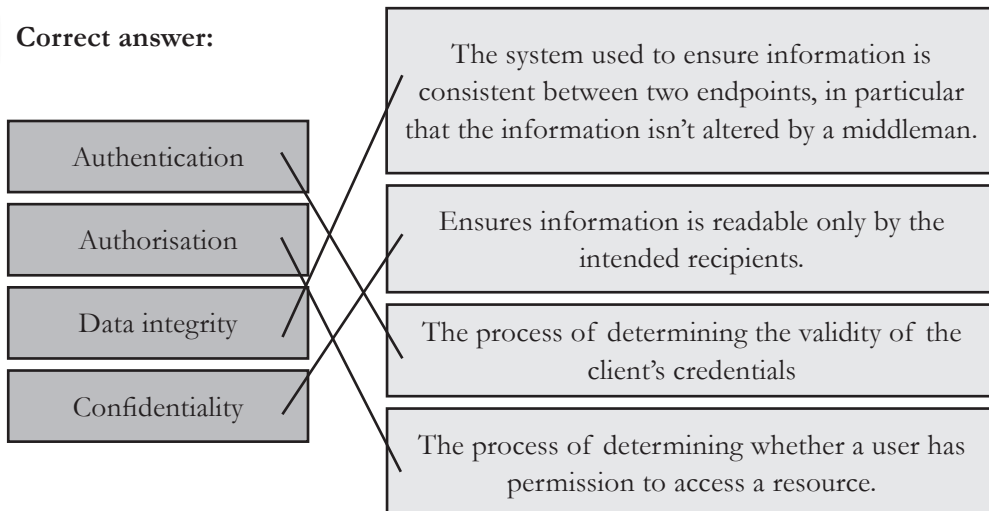 Correct answer:
Authentication
Authorisation
Data integrity
Confidentiality
The system used to ensure information is
consistent between two endpoints, in particular
that the information isn’t altered by a middleman.
Ensures information is readable only by the
intended recipients.
The process of determining the validity of the
client’s credentials
The process of determining whether a user has
permission to access a resource.